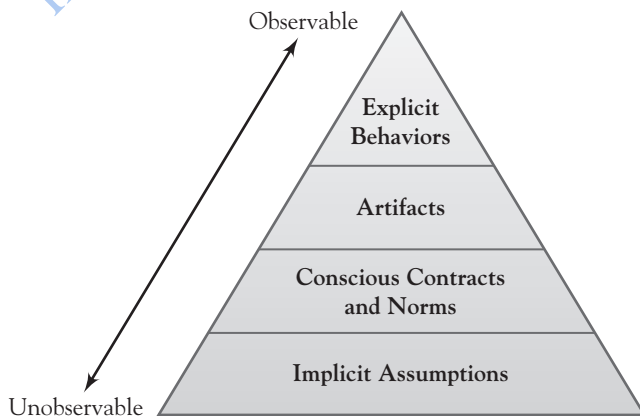 Observable
Explicit
Behaviors
Artifacts
Conscious Contracts
and Norms
Implicit Assumptions
Unobservable